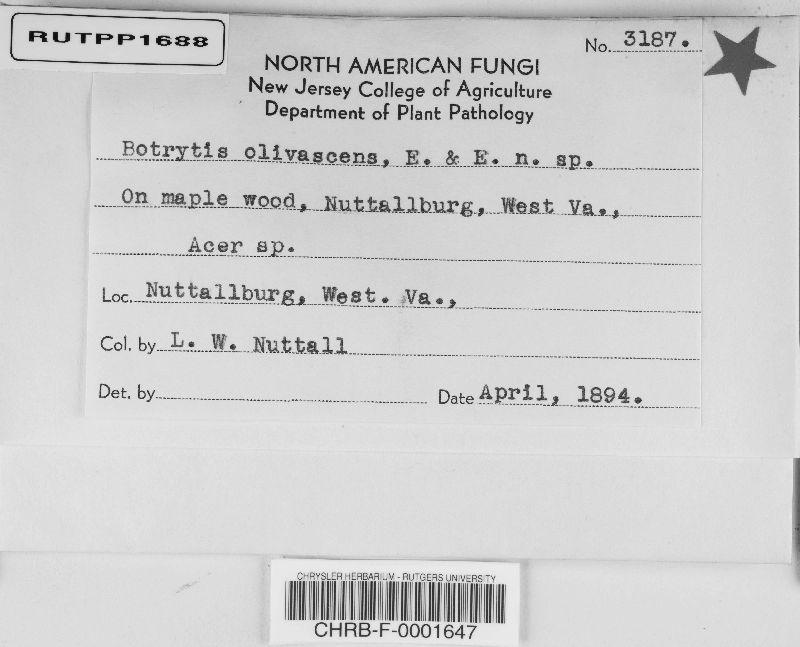 RUTPP1688
No. 3187.
NORTH AMERICAN FUNGI
New Jersey College of Agriculture
Department of Plant Pathology
Botrytis olivascens, E. & E. n. sp.
On maple wood, Nuttallburg, West Va.,
Acer sp.
Loc. Nuttallburg, West. Va.,
Col. by L. W. Nuttall
Det. by
Date April, 1894.
CHRYSLER HERBARIUM - RUTGERS UNIVERSITY
CHRB-F-0001647